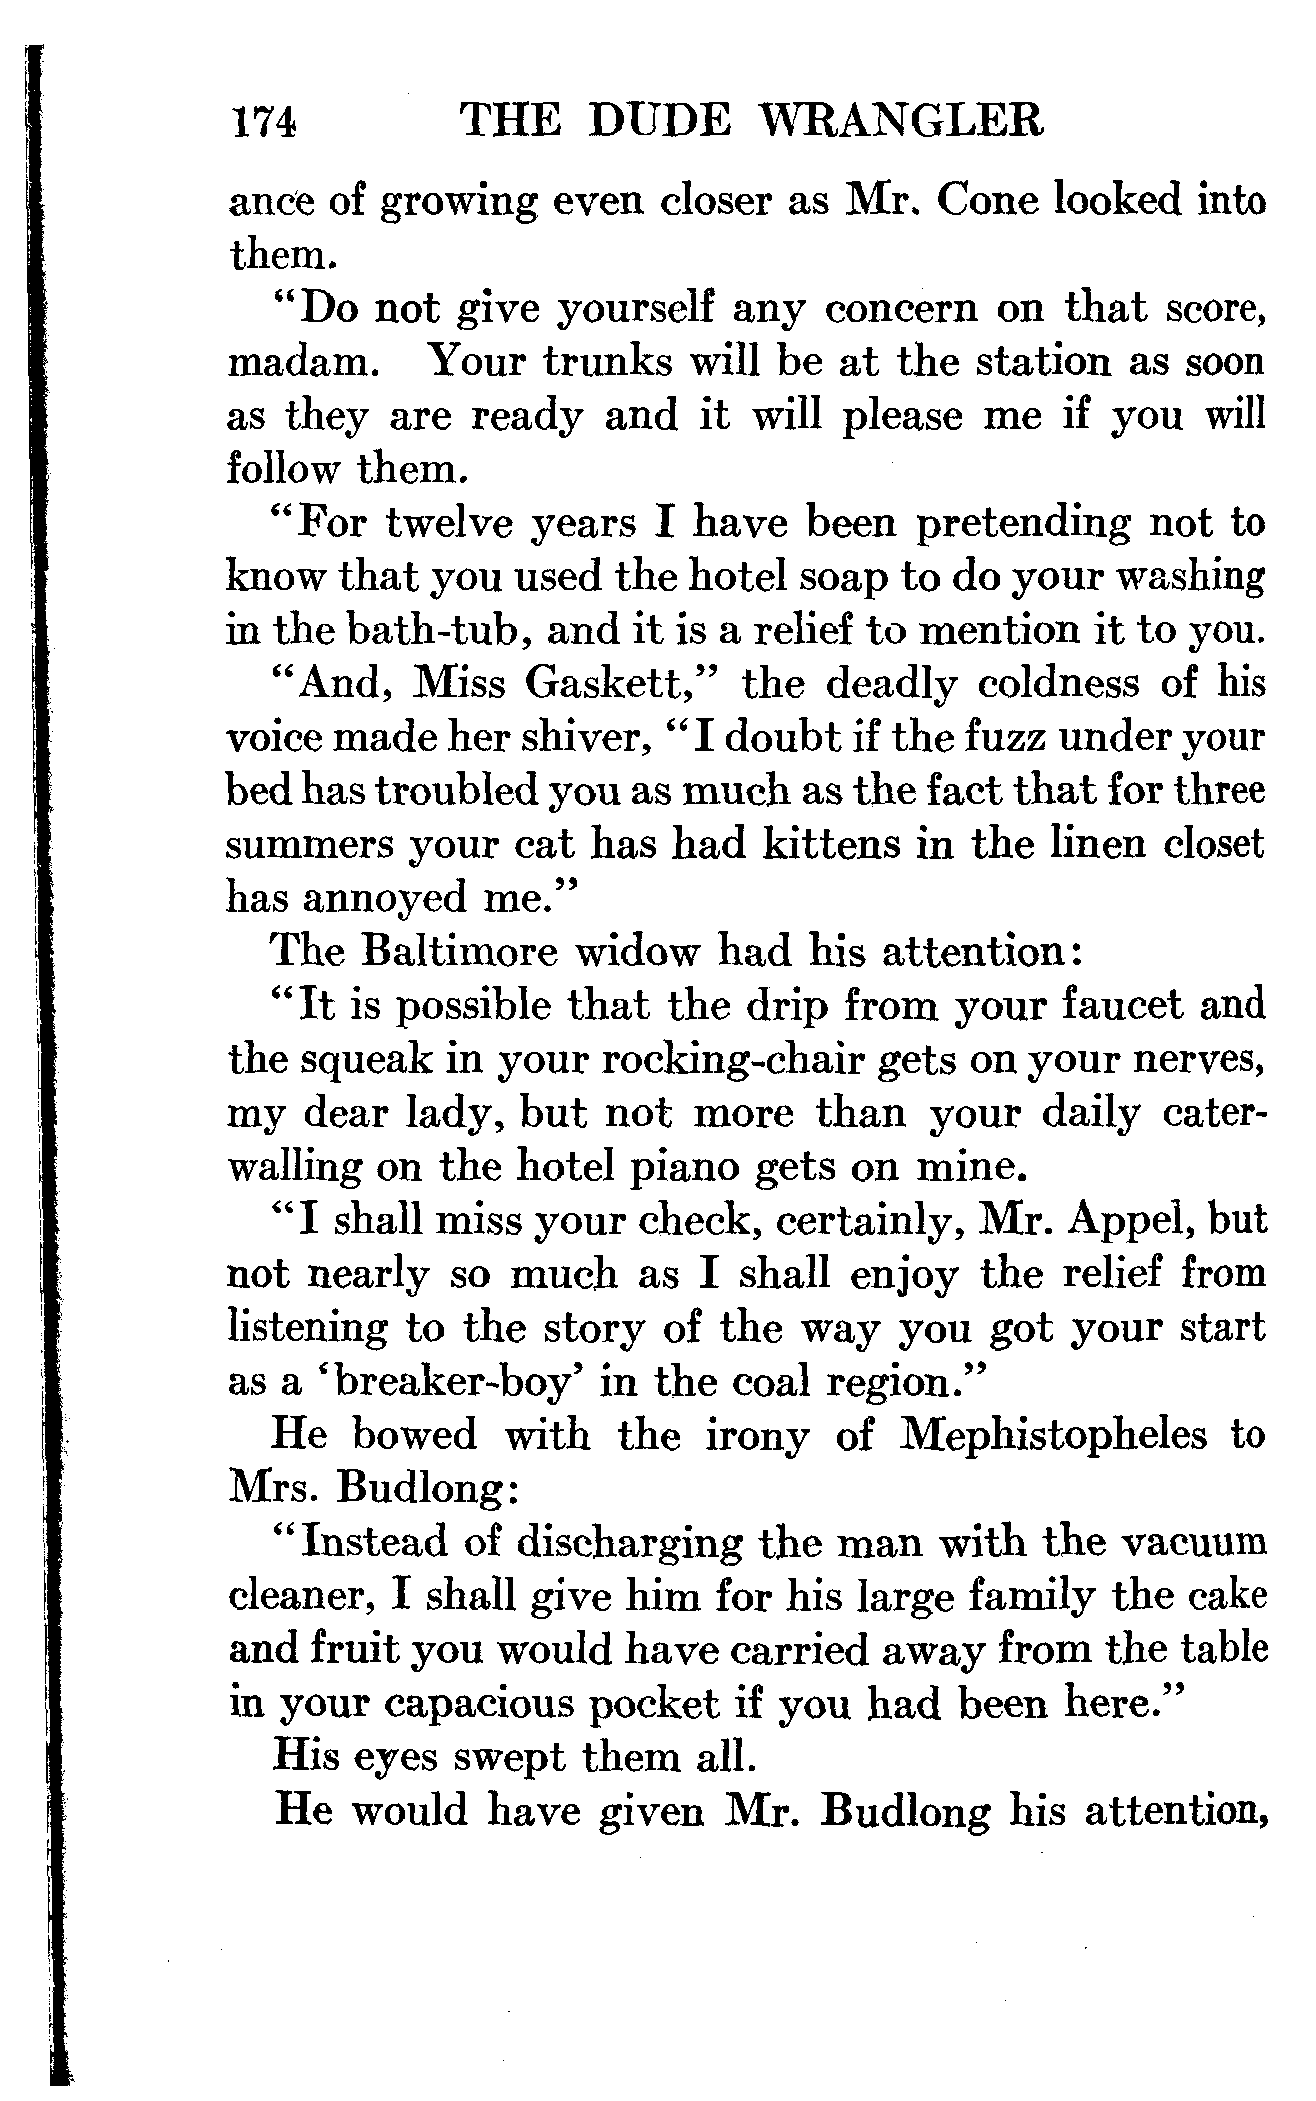 174 THE DUDE WRANGLER
ance of growing even closer as Mr. Cone looked into
them.
“Do not give yourself any concern on that score,
madam. Your trunks will be at the station as soon
as they are ready and it will please me if you will
follow them.
“For twelve years I have been pretending not to
know that you used the hotel soap to do your washing
in the bath-tub, and it is a relief to mention it to you.
“And, Miss Gaskett,” the deadly coldness of his
voice made her shiver, “I doubt if the fuzz under your
bed has troubled you as much as the fact that for three
summers your cat has had kittens in the linen closet
has annoyed me.”
The Baltimore widow had his attention:
“It is possible that the drip from your faucet and
the squeak in your rocking-chair gets on your nerves,
my dear lady, but not more than your daily cater-
walling on the hotel piano gets on mine.
“I shall miss your check, certainly, Mr. Appel, but
not nearly so much as I shall enjoy the relief from
listening to the story of the way you got your start
as a ‘breaker-boy’ in the coal region.”
He bowed with the irony of Mephistopheles to
Mrs. Budlong:
“Instead of discharging the man with the vacuum
cleaner, I shall give him for his large family the cake
and fruit you would have carried away from the table
in your capacious pocket if you had been here.”
His eyes swept them all.
He would have given Mr. Budlong his attention,